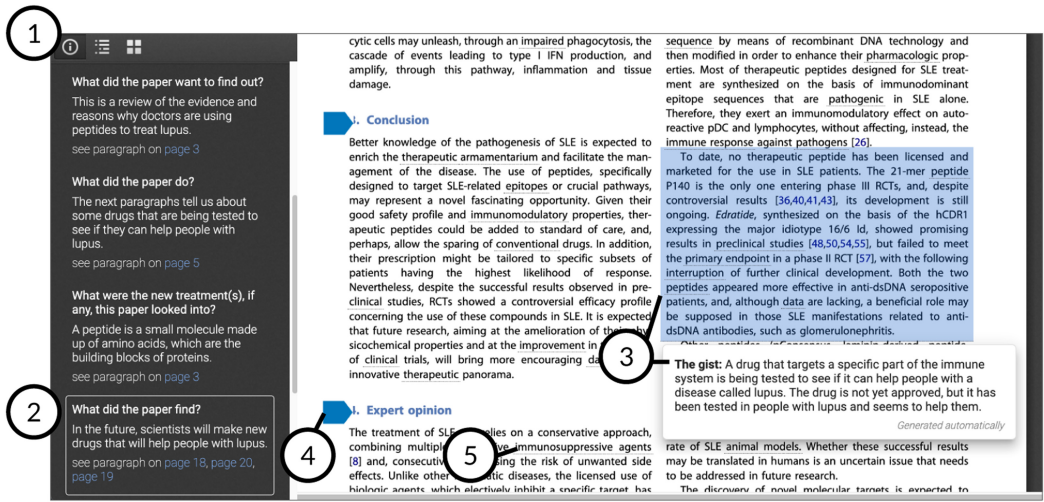 1
What did the paper want to find out?
This is a review of the evidence and
reasons why doctors are using
peptides to treat lupus.
see paragraph on page 3
What did the paper do?
The next paragraphs tell us about
some drugs that are being tested to
see if they can help people with
lupus.
see paragraph on page 5
What were the new treatment(s), if
any, this paper looked into?
A peptide is a small molecule made
up of amino acids, which are the
building blocks of proteins.
see paragraph on page 3
2
What did the paper find?
In the future, scientists will make new
drugs that will help people with lupus.
see paragraph on page 18, page 20,
page 19
cytic cells may unleash, through an impaired phagocytosis, the
cascade of events leading to type I IFN production, and
amplify, through this pathway, inflammation and tissue
damage.
Conclusion
Better knowledge of the pathogenesis of SLE is expected to
enrich the therapeutic armamentarium and facilitate the man-
agement of the disease. The use of peptides, specifically
designed to target SLE-related epitopes or crucial pathways,
may represent a novel fascinating opportunity. Given their
good safety profile and immunomodulatory properties, ther-
apeutic peptides could be added to standard of care, and,
perhaps, allow the sparing of conventional drugs. In addition,
their prescription might be tailored to specific subsets of
patients having the highest likelihood of response.
Nevertheless, despite the successful results observed in pre-
clinical studies, RCTs showed a controversial efficacy profile
concerning the use of these compounds in SLE. It is expected
that future research, aiming at the amelioration of
sicochemical properties and at the improvement in
of clinical trials, will bring more encouraging
innovative therapeutic panorama.
4
Expert opinion
The treatment of SLE relies on a conservative approach,
combining 5 immunosuppressive agents
[8] and, the risk of unwanted side
effects. Unlike other diseases, the licensed use of
biologic agents, which electively inhibit a specific target, has
sequence by means of recombinant DNA technology and
then modified in order to enhance their pharmacologic prop-
erties. Most of therapeutic peptides designed for SLE treat-
ment are synthesized on the basis of immunodominant
epitope sequences that are pathogenic in SLE alone.
Therefore, they exert an immunomodulatory effect on auto-
reactive pDC and lymphocytes, without affecting, instead, the
immune response against pathogens [26].
To date, no therapeutic peptide has been licensed and
marketed for the use in SLE patients. The 21-mer peptide
P140 is the only one entering phase III RCTs, and, despite
controversial results [36,40,41,43], its development is still
ongoing. Edratide, synthesized on the basis of the hCDR1
expressing the major idiotype 16/6 Id, showed promising
results in preclinical studies [48,50,54,55], but failed to meet
the primary endpoint in a phase II RCT [57], with the following
interruption of further clinical development. Both the two
peptides appeared more effective in anti-dsDNA seropositive
patients, and, although data are lacking, a beneficial role may
be supposed in those SLE manifestations related to anti-
dsDNA antibodies, such as glomerulonephritis.
3
The gist: A drug that targets a specific part of the immune
system is being tested to see if it can help people with a
disease called lupus. The drug is not yet approved, but it has
been tested in people with lupus and seems to help them.
Generated automatically
rate of SLE animal models. Whether these successful results
may be translated in humans is an uncertain issue that needs
to be addressed in future research.
The discovery of novel molecular targets is expected to